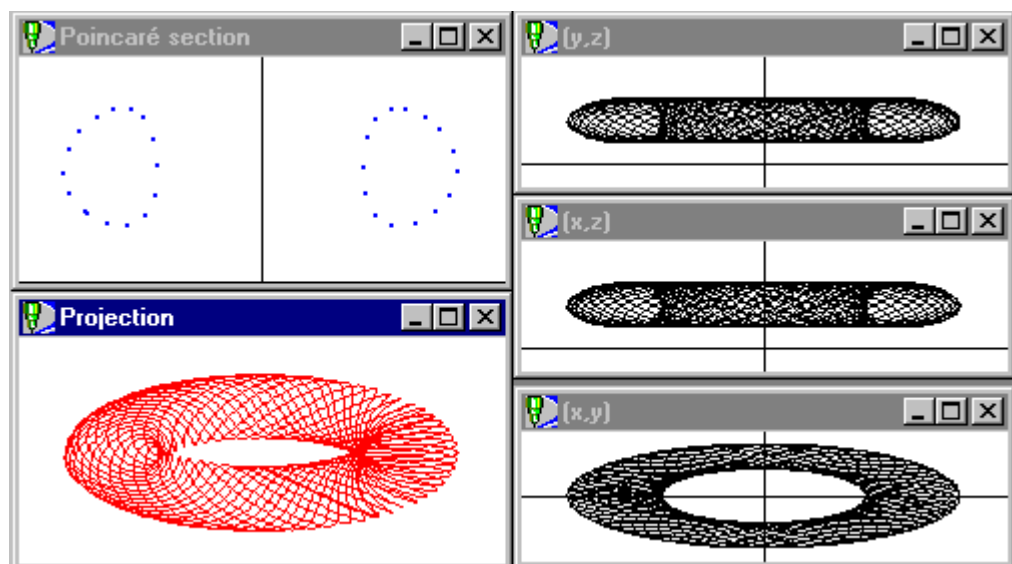 Poincaré section
(y,z)
(x,z)
Projection
(x,y)